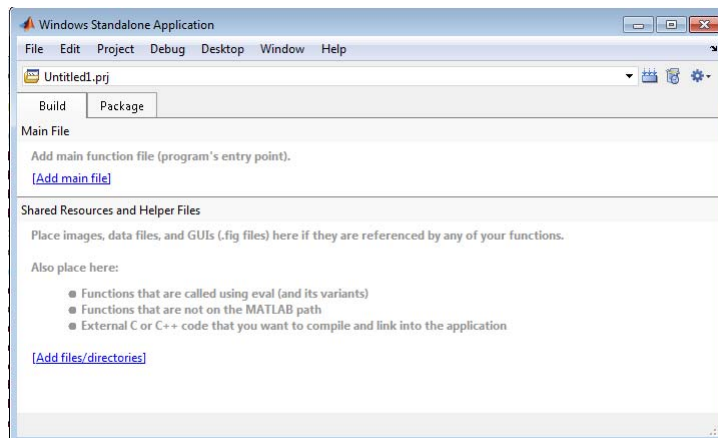 Windows Standalone Application
File Edit Project Debug Desktop Window Help
Untitled1.prj
Build Package
Main File
Add main function file (program's entry point).
[Add main file]
Shared Resources and Helper Files
Place images, data files, and GUIs (.fig files) here if they are referenced by any of your functions.
Also place here:
Functions that are called using eval (and its variants)
Functions that are not on the MATLAB path
External C or C++ code that you want to compile and link into the application
[Add files/directories]